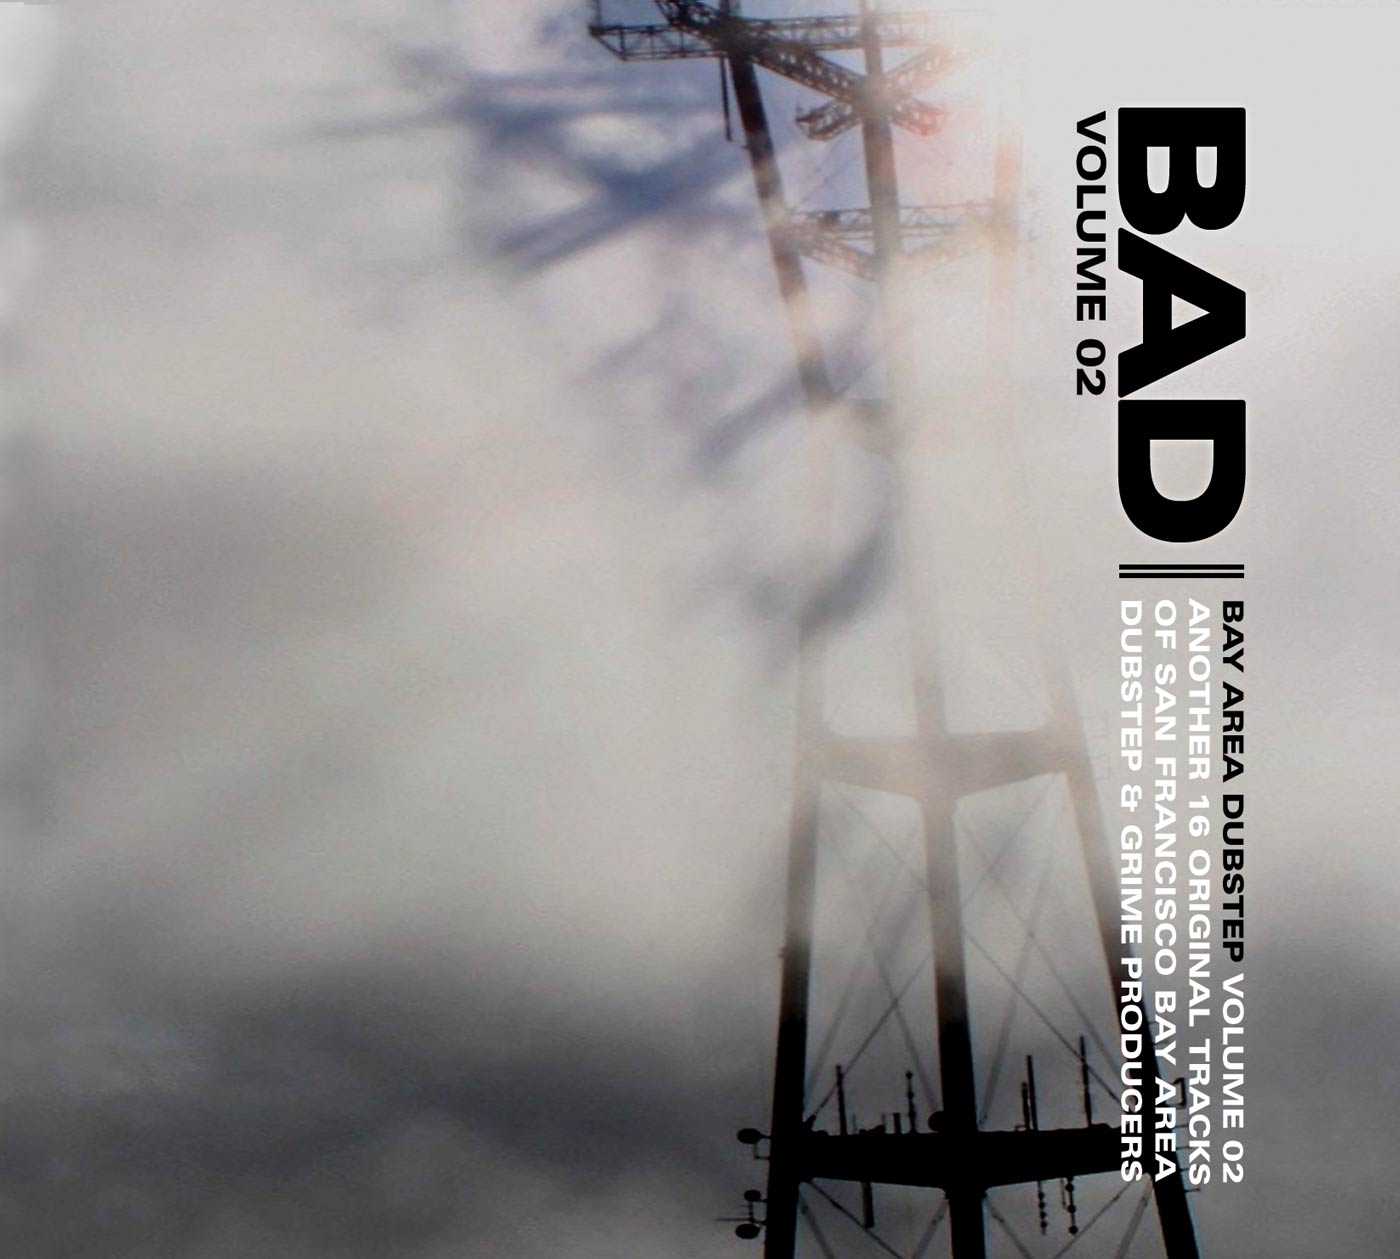 BAD
VOLUME 02
BAY AREA DUBSTEP VOLUME 02
ANOTHER 16 ORIGINAL TRACKS
OF SAN FRANCISCO BAY AREA
DUBSTEP & GRIME PRODUCERS